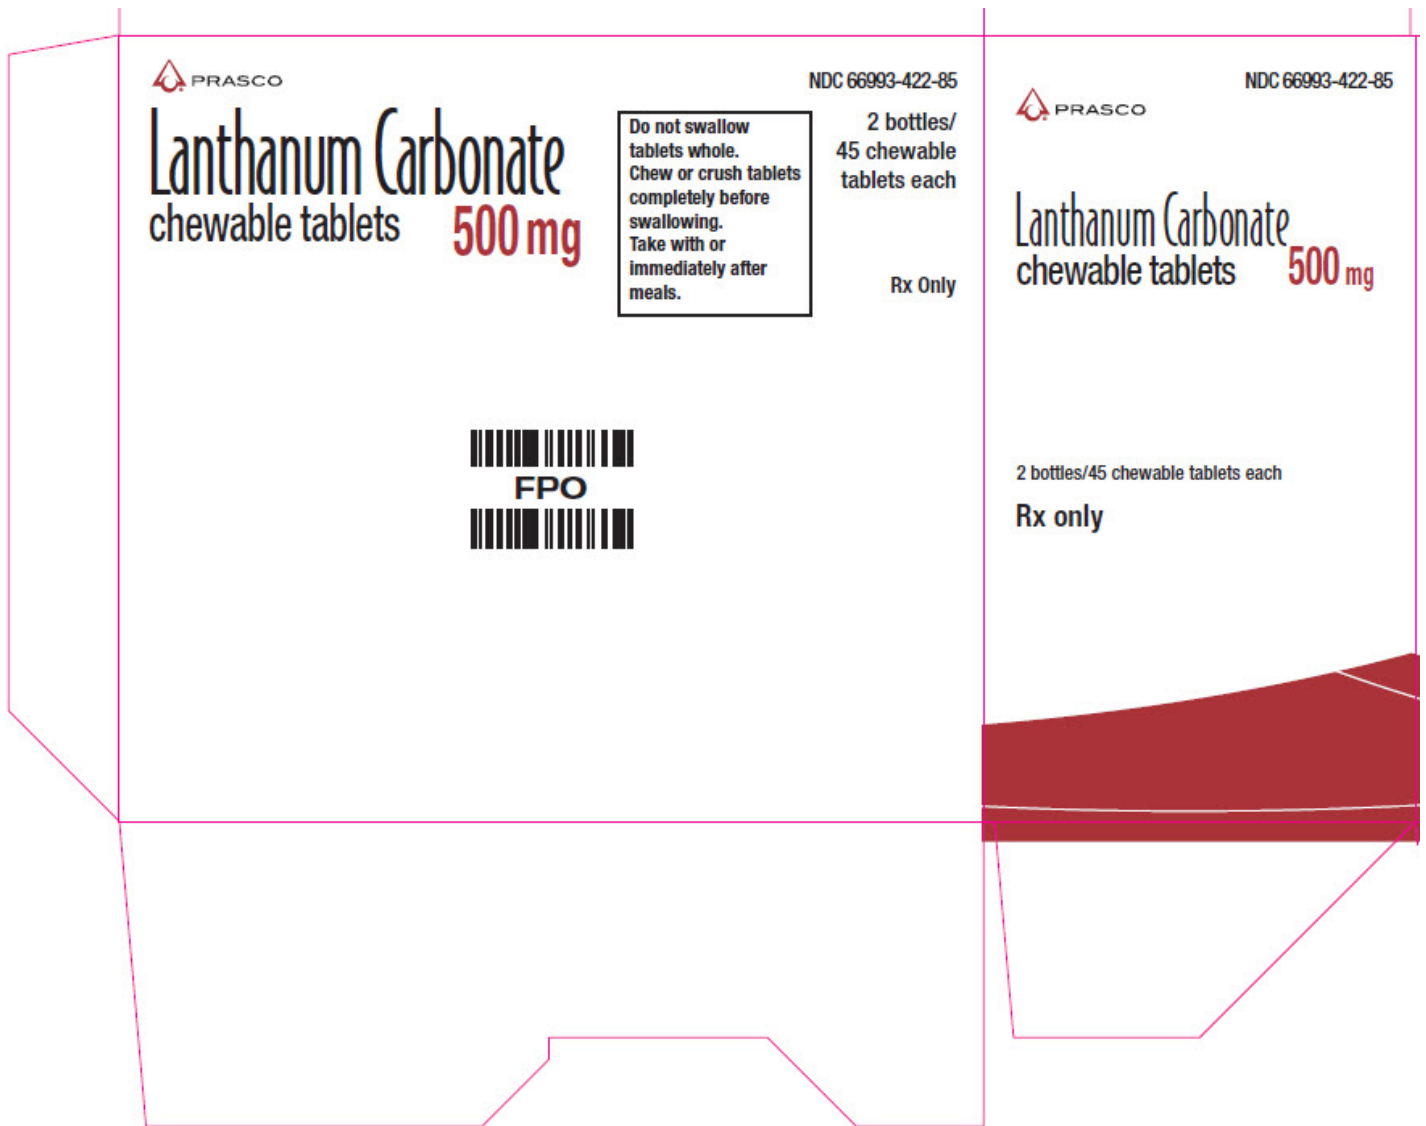 PRASCO
NDC 66993-422-85
Lanthanum Carbonate
chewable tablets 500 mg
Do not swallow
tablets whole.
Chew or crush tablets
completely before
swallowing.
Take with or
immediately after
meals.
2 bottles/
45 chewable
tablets each
Rx Only
FPO
NDC 66993-422-85
PRASCO
Lanthanum Carbonate
chewable tablets 500 mg
2 bottles/45 chewable tablets each
Rx only